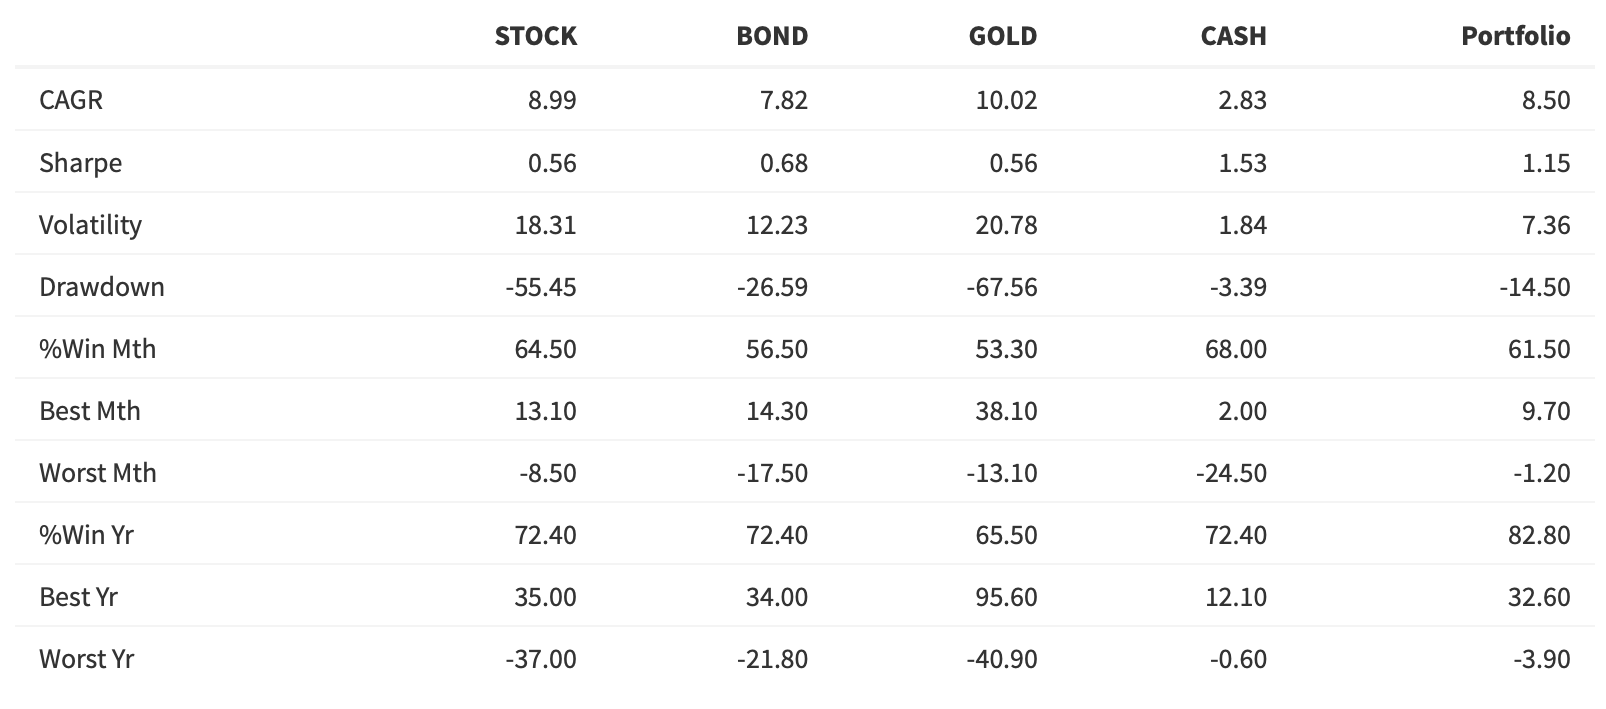 STOCK BOND GOLD CASH Portfolio
CAGR 8.99 7.82 10.02 2.83 8.50
Sharpe 0.56 0.68 0.56 1.53 1.15
Volatility 18.31 12.23 20.78 1.84 7.36
Drawdown -55.45 -26.59 -67.56 -3.39 -14.50
%Win Mth 64.50 56.50 53.30 68.00 61.50
Best Mth 13.10 14.30 38.10 2.00 9.70
Worst Mth -8.50 -17.50 -13.10 -24.50 -1.20
%Win Yr 72.40 72.40 65.50 72.40 82.80
Best Yr 35.00 34.00 95.60 12.10 32.60
Worst Yr -37.00 -21.80 -40.90 -0.60 -3.90